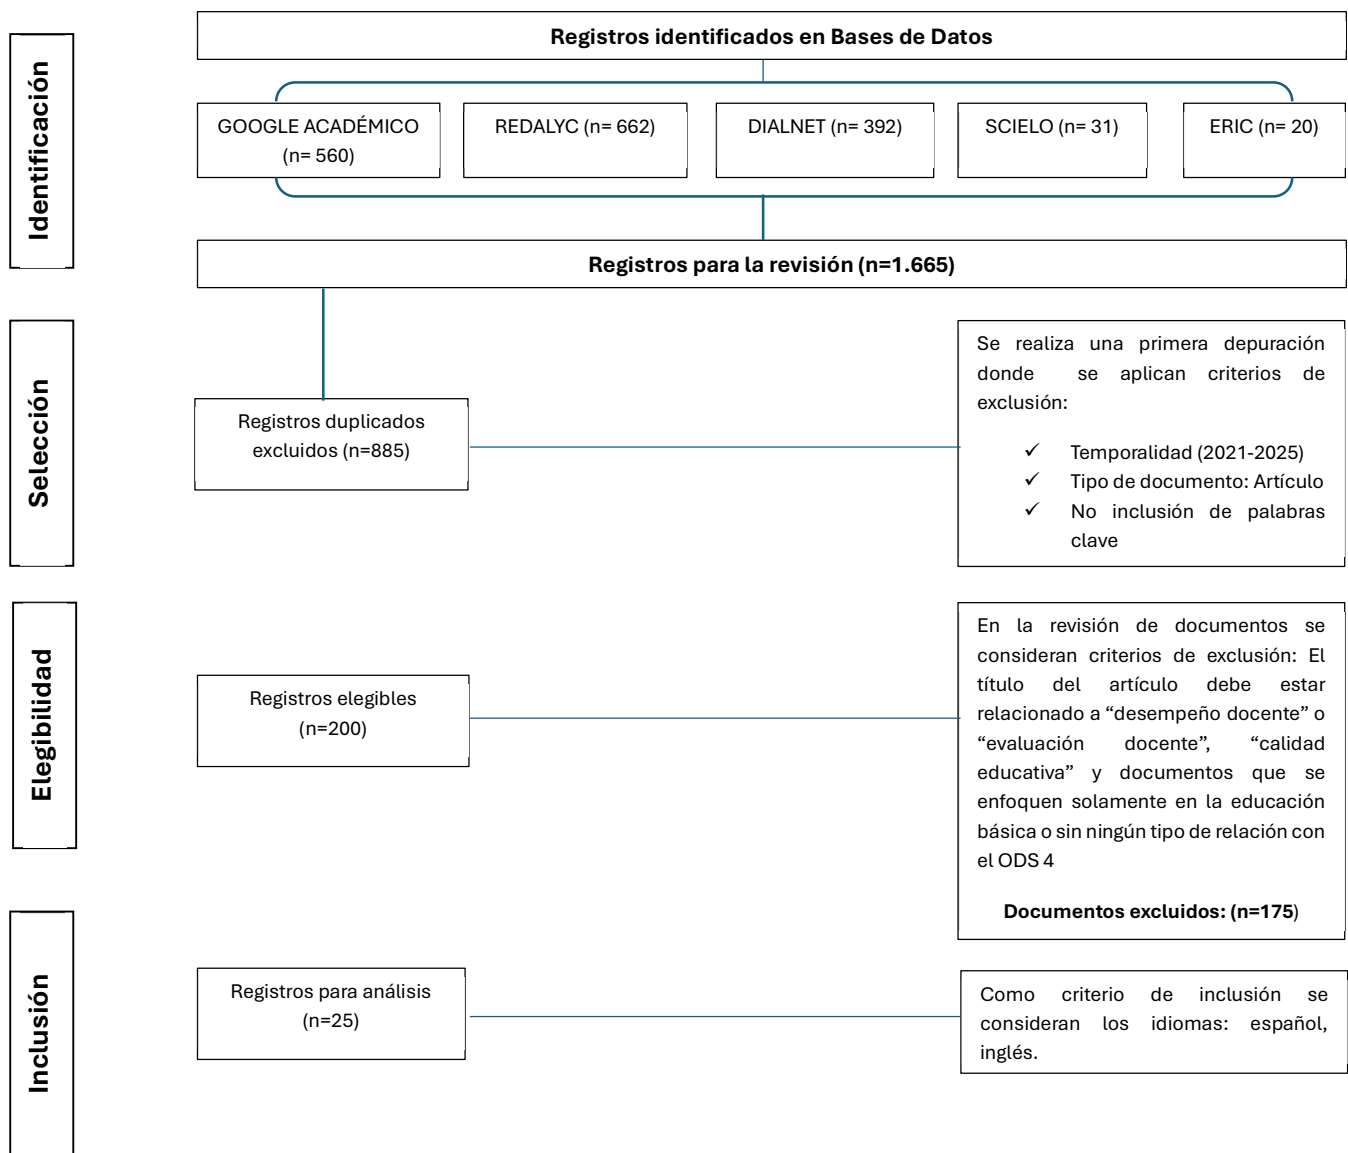 Identificación
Registros identificados en Bases de Datos
GOOGLE ACADÉMICO
(n= 560)
REDALYC (n= 662)
DIALNET (n= 392)
SCIELO (n= 31)
ERIC (n= 20)
Registros para la revisión (n=1.665)
Selección
Registros duplicados
excluidos (n=885)
Se realiza una primera depuración
donde se aplican criterios de
exclusión:
✓ Temporalidad (2021-2025)
✓ Tipo de documento: Artículo
✓ No inclusión de palabras
clave
Elegibilidad
Registros elegibles
(n=200)
En la revisión de documentos se
consideran criterios de exclusión: El
título del artículo debe estar
relacionado a “desempeño docente” o
“evaluación docente”, “calidad
educativa” y documentos que se
enfoquen solamente en la educación
básica o sin ningún tipo de relación con
el ODS 4
Documentos excluidos: (n=175)
Inclusión
Registros para análisis
(n=25)
Como criterio de inclusión se
consideran los idiomas: español,
inglés.